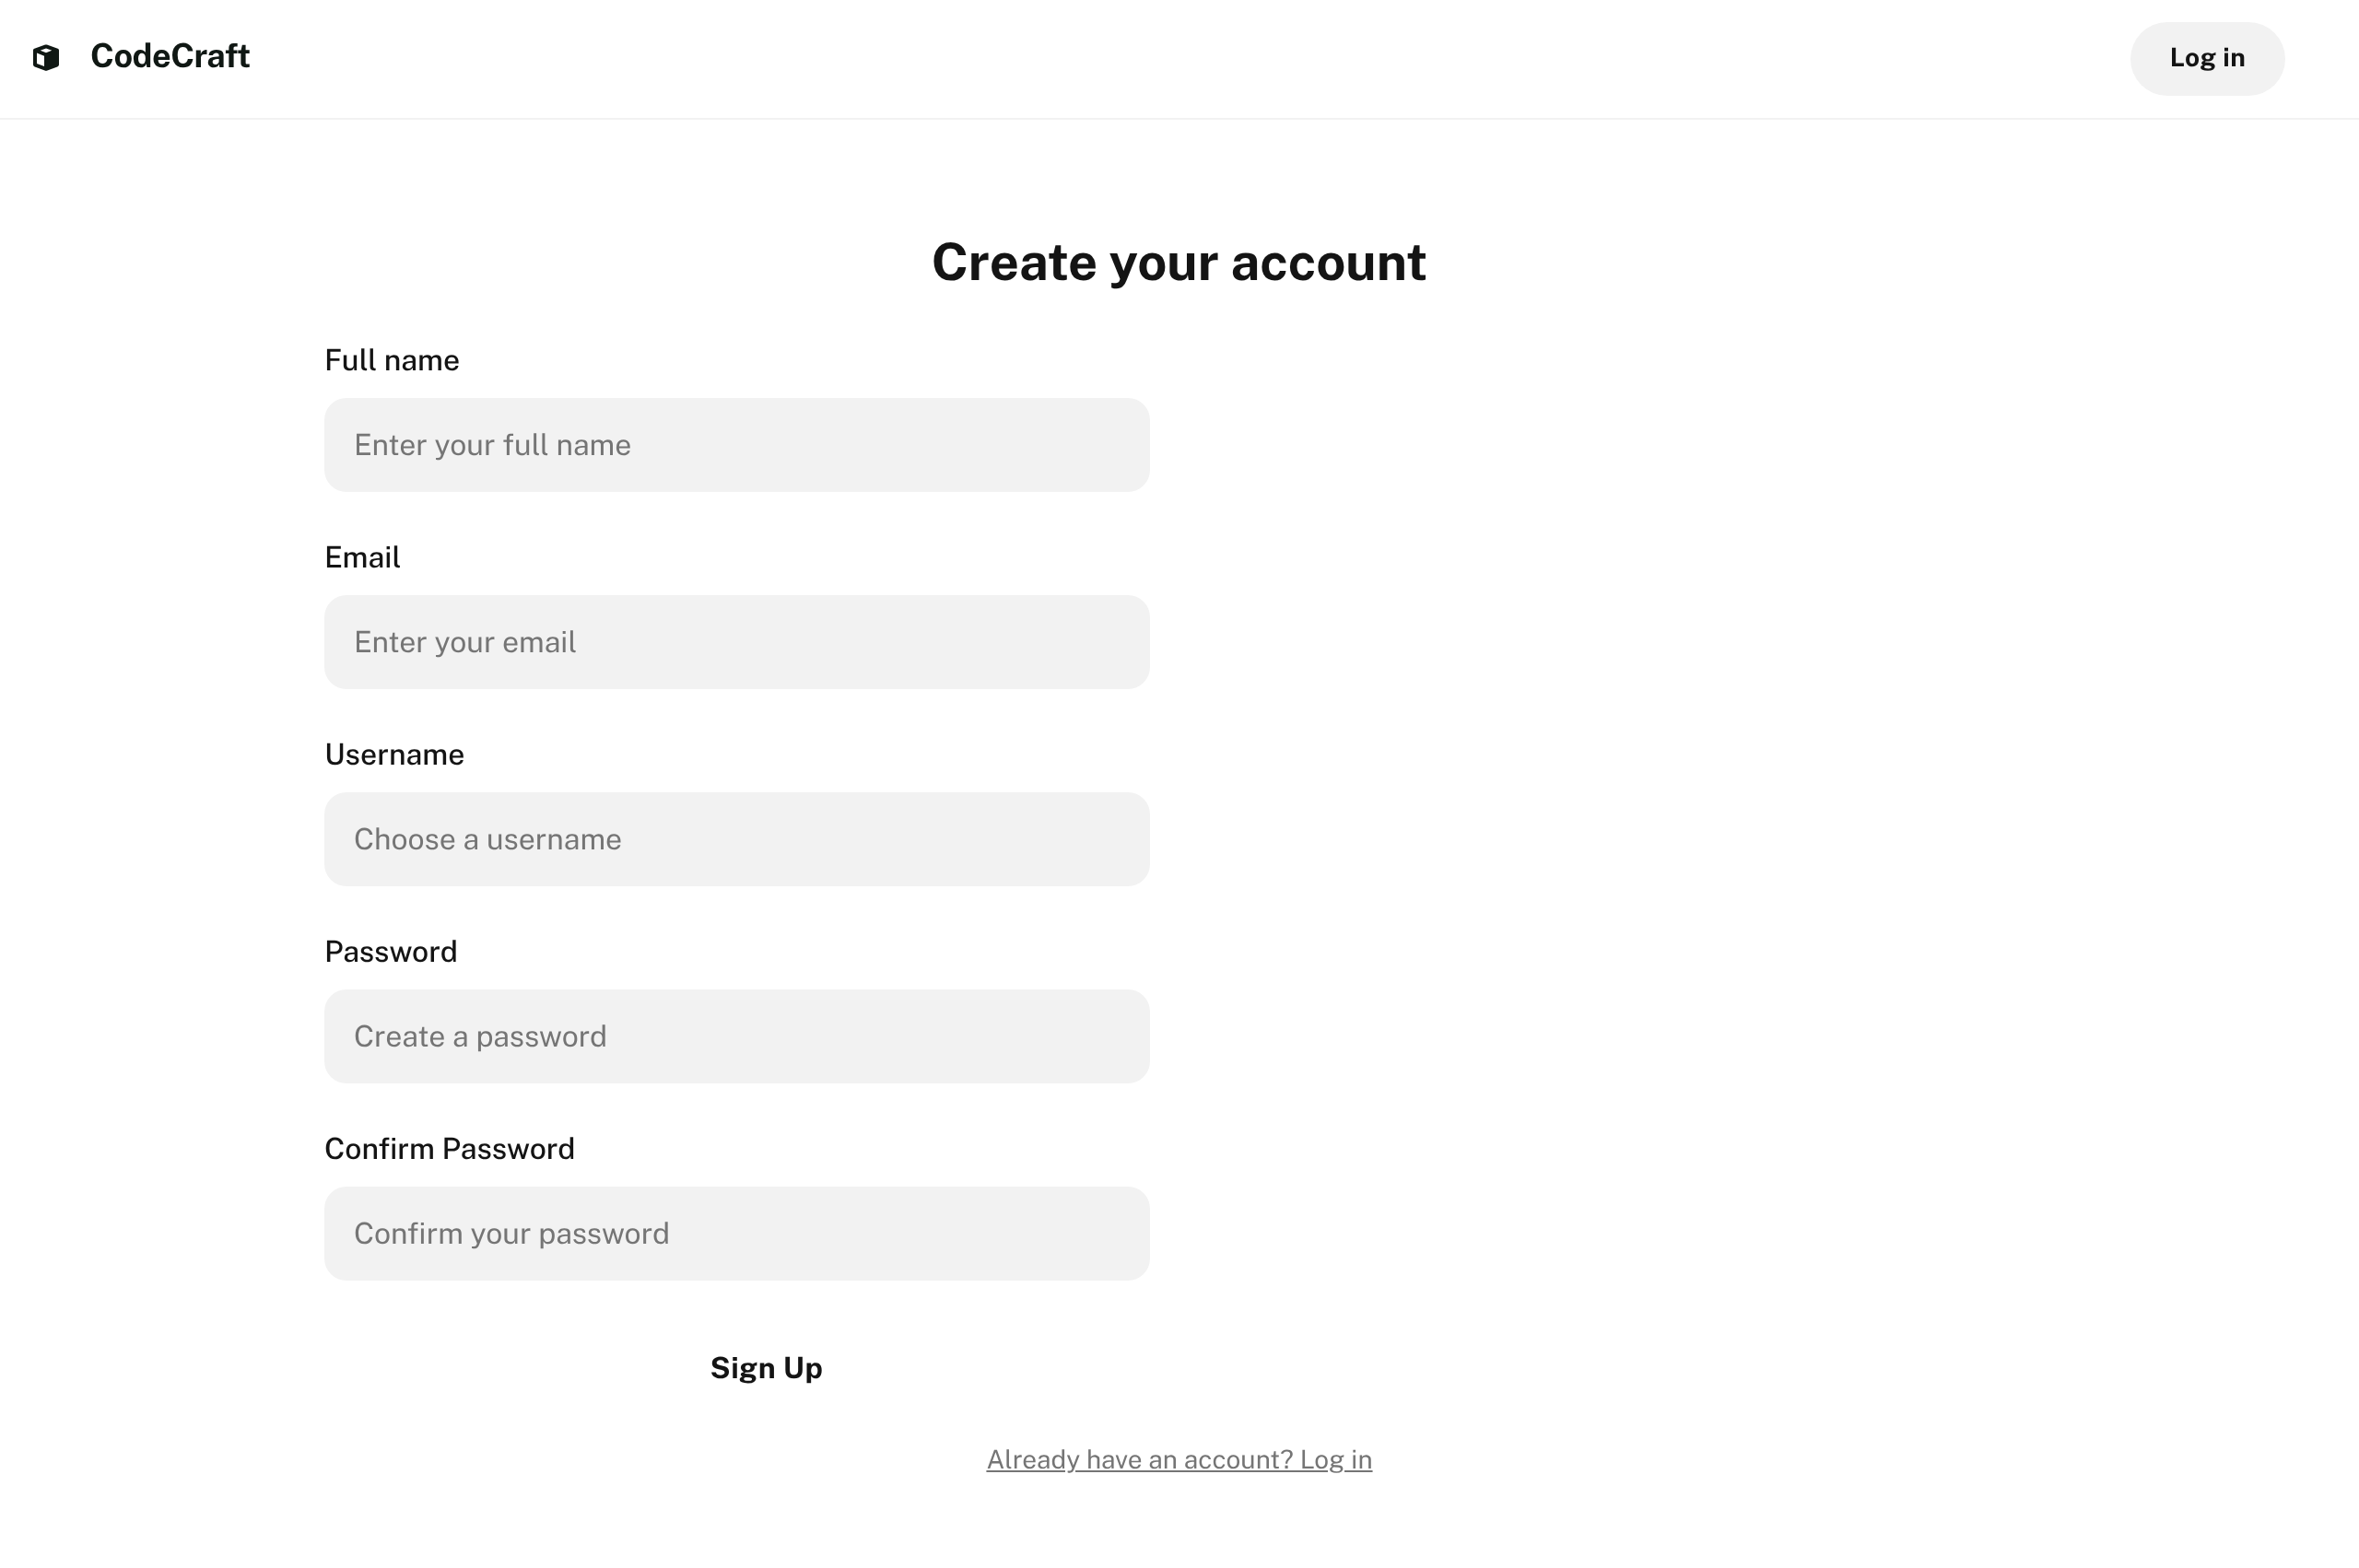 CodeCraft
Log in
Create your account
Full name
Enter your full name
Email
Enter your email
Username
Choose a username
Password
Create a password
Confirm Password
Confirm your password
Sign Up
Already have an account? Log in